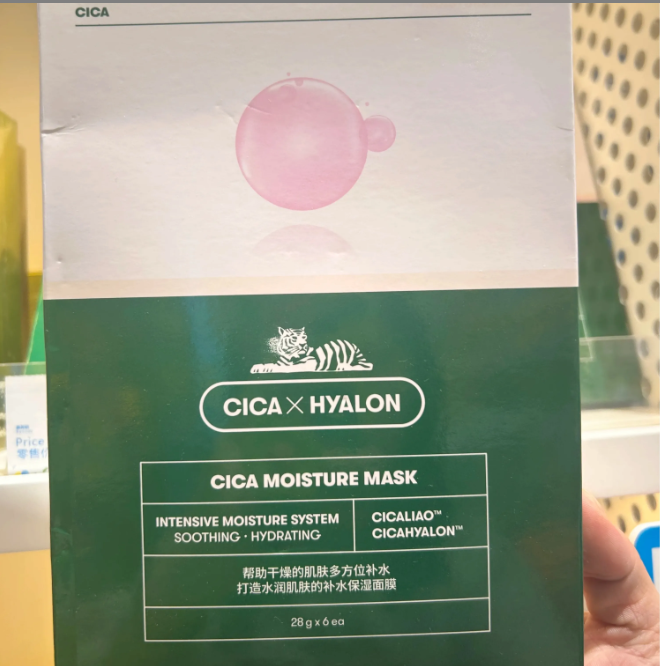 CICA
CICA X HYALON
CICA MOISTURE MASK
INTENSIVE MOISTURE SYSTEM
SOOTHING · HYDRATING
CICALIAO™
CICAHYALON™
帮助干燥的肌肤多方位补水
打造水润肌肤的补水保湿面膜
28 g x 6 ea
Price
零售